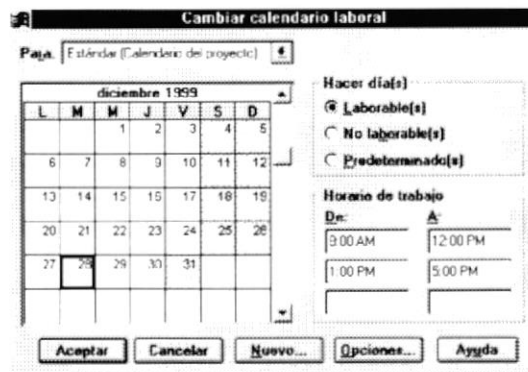 Cambiar calendario laboral
Para: Estándar (Calendario del proyecto)
diciembre 1999
L M M J V S D
1 2 3 4 5
6 7 8 9 10 11 12
13 14 15 16 17 18 19
20 21 22 23 24 25 26
27 28 29 30 31
Hacer día(s)
Laborable(s)
No laborable(s)
Predeterminado(s)
Horario de trabajo
De: A:
9:00 AM 12:00 PM
1:00 PM 5:00 PM
Aceptar Cancelar Nuevo... Opciones... Ayuda